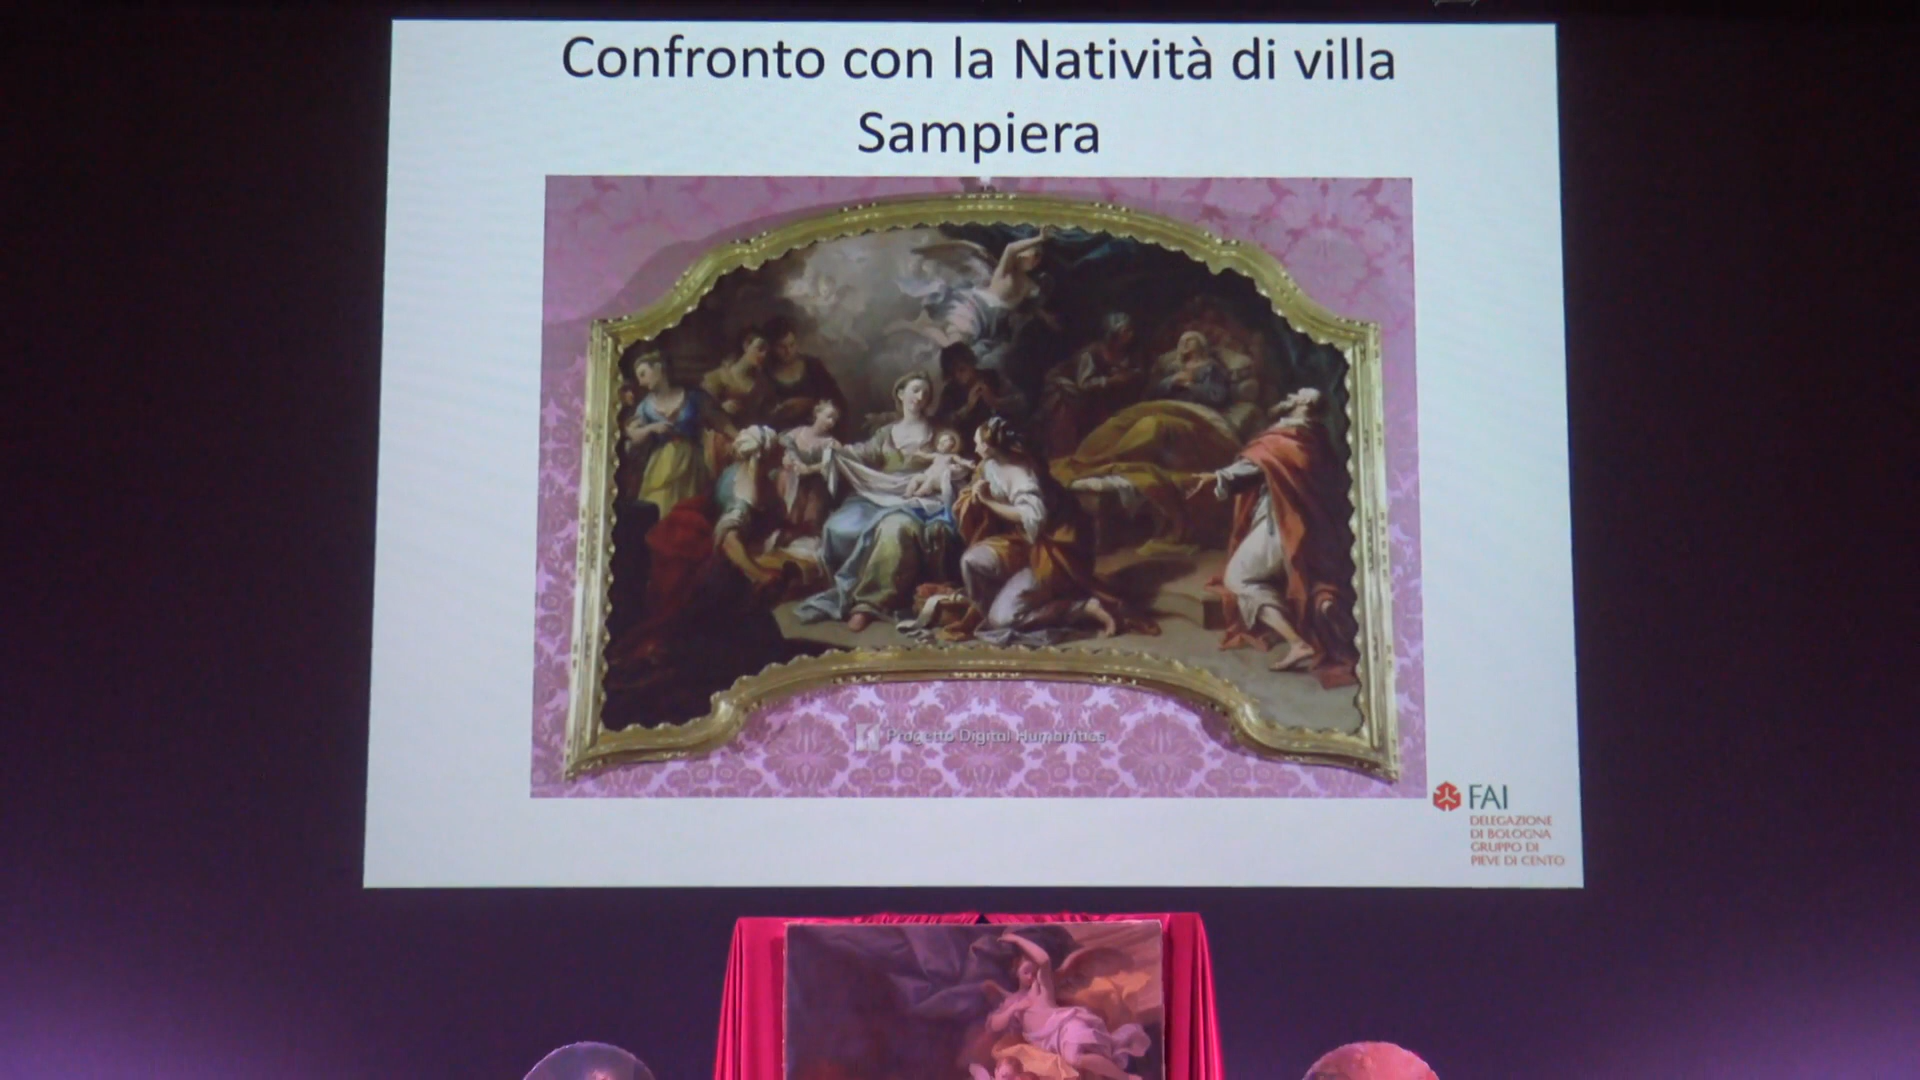 Confronto con la Natività di villa
Sampiera
Progetto Digital Humanities
FAI
DELEGAZIONE
DI BOLOGNA
GRUPPO DI
PIEVE DI CENTO